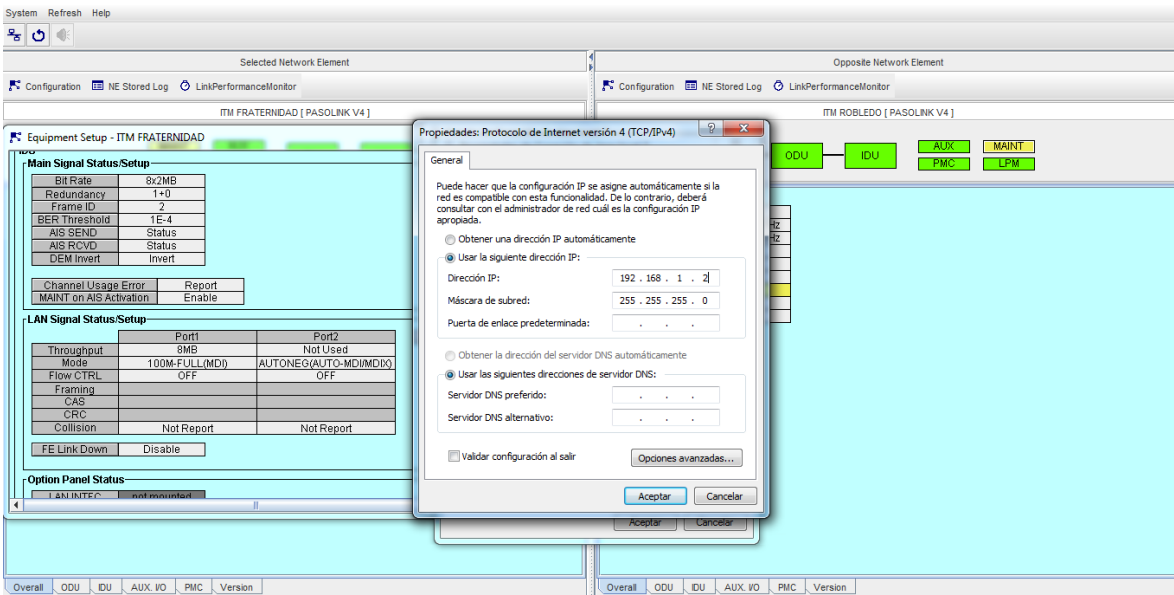 System Refresh Help
Selected Network Element
Opposite Network Element
Configuration NE Stored Log LinkPerformanceMonitor
Configuration NE Stored Log LinkPerformanceMonitor
ITM FRATERNIDAD [ PASOLINK V4 ]
ITM ROBLEDO [ PASOLINK V4 ]
Equipment Setup - ITM FRATERNIDAD
Main Signal Status/Setup
Bit Rate 8x2MB
Redundancy 1+0
Frame ID 2
BER Threshold 1E-4
AIS SEND Status
AIS RCVD Status
DEM Invert Invert
Channel Usage Error Report
MAINT on AIS Activation Enable
LAN Signal Status/Setup
Port1 Port2
Throughput 8MB Not Used
Mode 100M-FULL(MDI) AUTONEG(AUTO-MDI/MDIX)
Flow CTRL OFF OFF
Framing
CAS
CRC
Collision Not Report Not Report
FE Link Down Disable
Option Panel Status
LAN INTFC not mounted
Propiedades: Protocolo de Internet versión 4 (TCP/IPv4)
General
Puede hacer que la configuración IP se asigne automáticamente si la
red es compatible con esta funcionalidad. De lo contrario, deberá
consultar con el administrador de red cuál es la configuración IP
apropiada.
Obtener una dirección IP automáticamente
Usar la siguiente dirección IP:
Dirección IP: 192 . 168 . 1 . 2
Máscara de subred: 255 . 255 . 255 . 0
Puerta de enlace predeterminada: . . .
Obtener la dirección del servidor DNS automáticamente
Usar las siguientes direcciones de servidor DNS:
Servidor DNS preferido: . . .
Servidor DNS alternativo: . . .
Validar configuración al salir
Opciones avanzadas...
Aceptar Cancelar
Aceptar Cancelar
ODU IDU AUX MAINT
PMC LPM
Hz
Hz
Overall ODU IDU AUX. I/O PMC Version
Overall ODU IDU AUX. I/O PMC Version